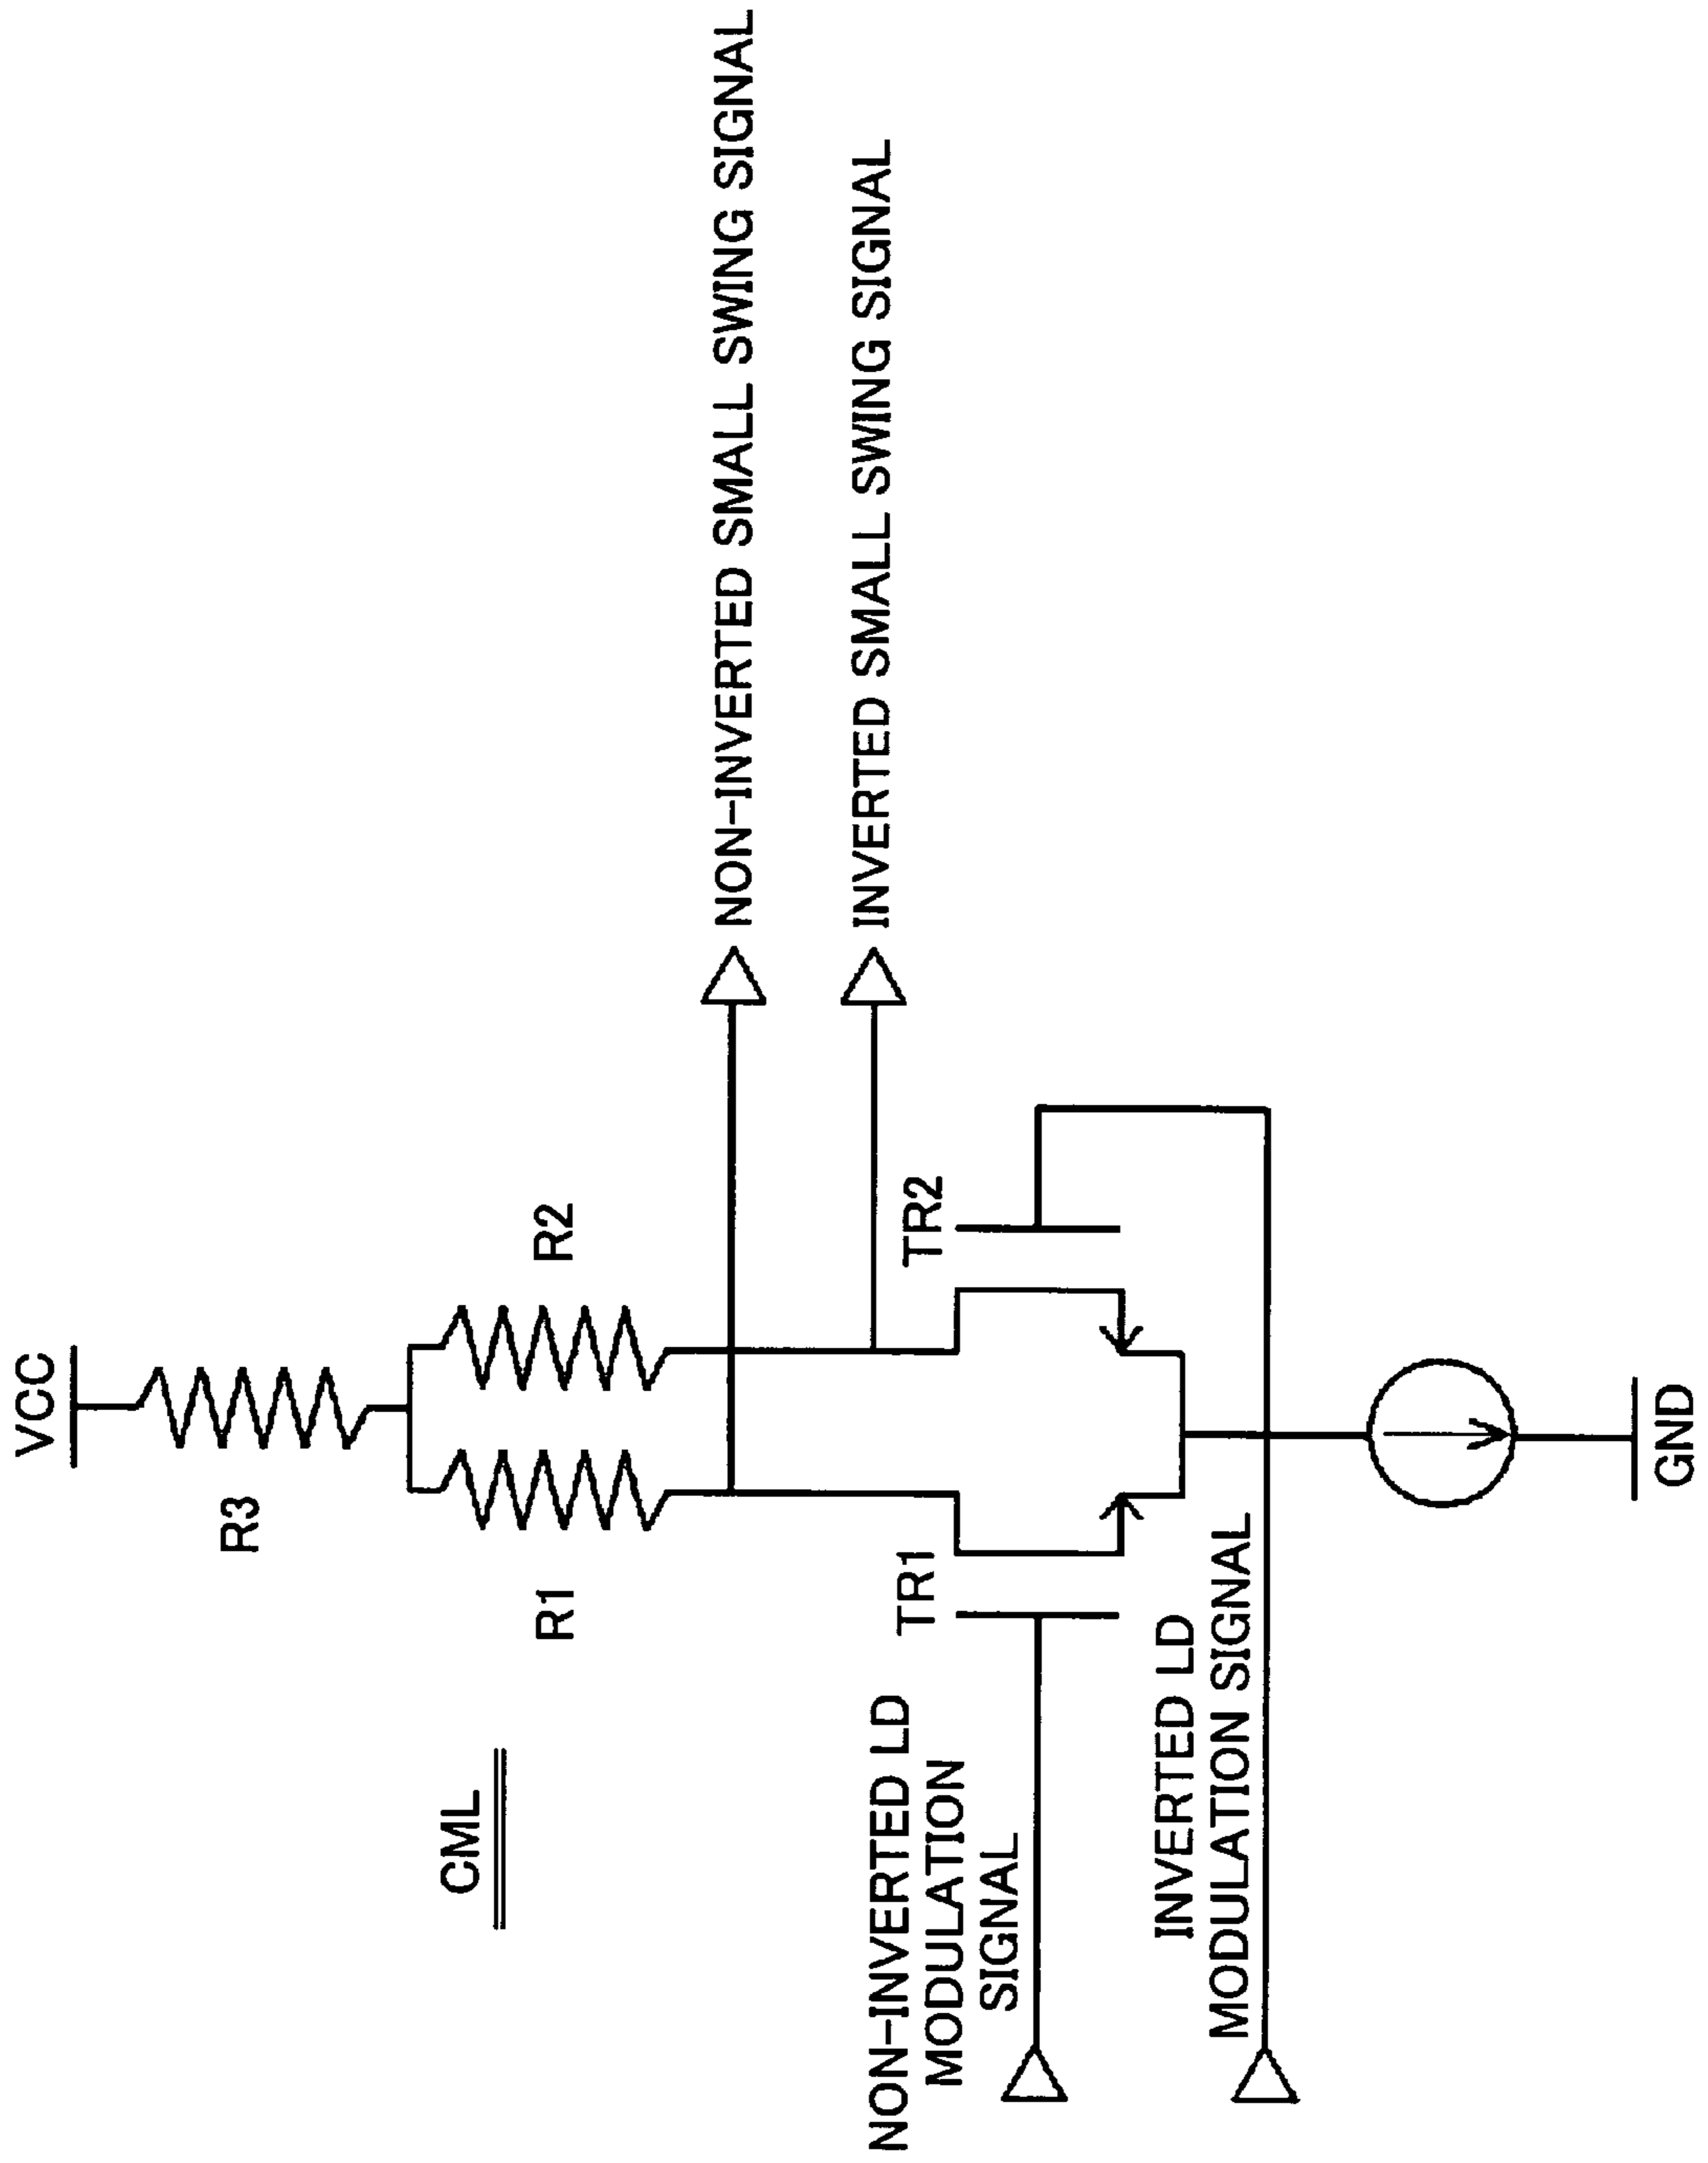 CML
VCC
R3
R1
R2
NON-INVERTED SMALL SWING SIGNAL
INVERTED SMALL SWING SIGNAL
NON-INVERTED LD
MODULATION
SIGNAL
TR1
TR2
INVERTED LD
MODULATION SIGNAL
GND